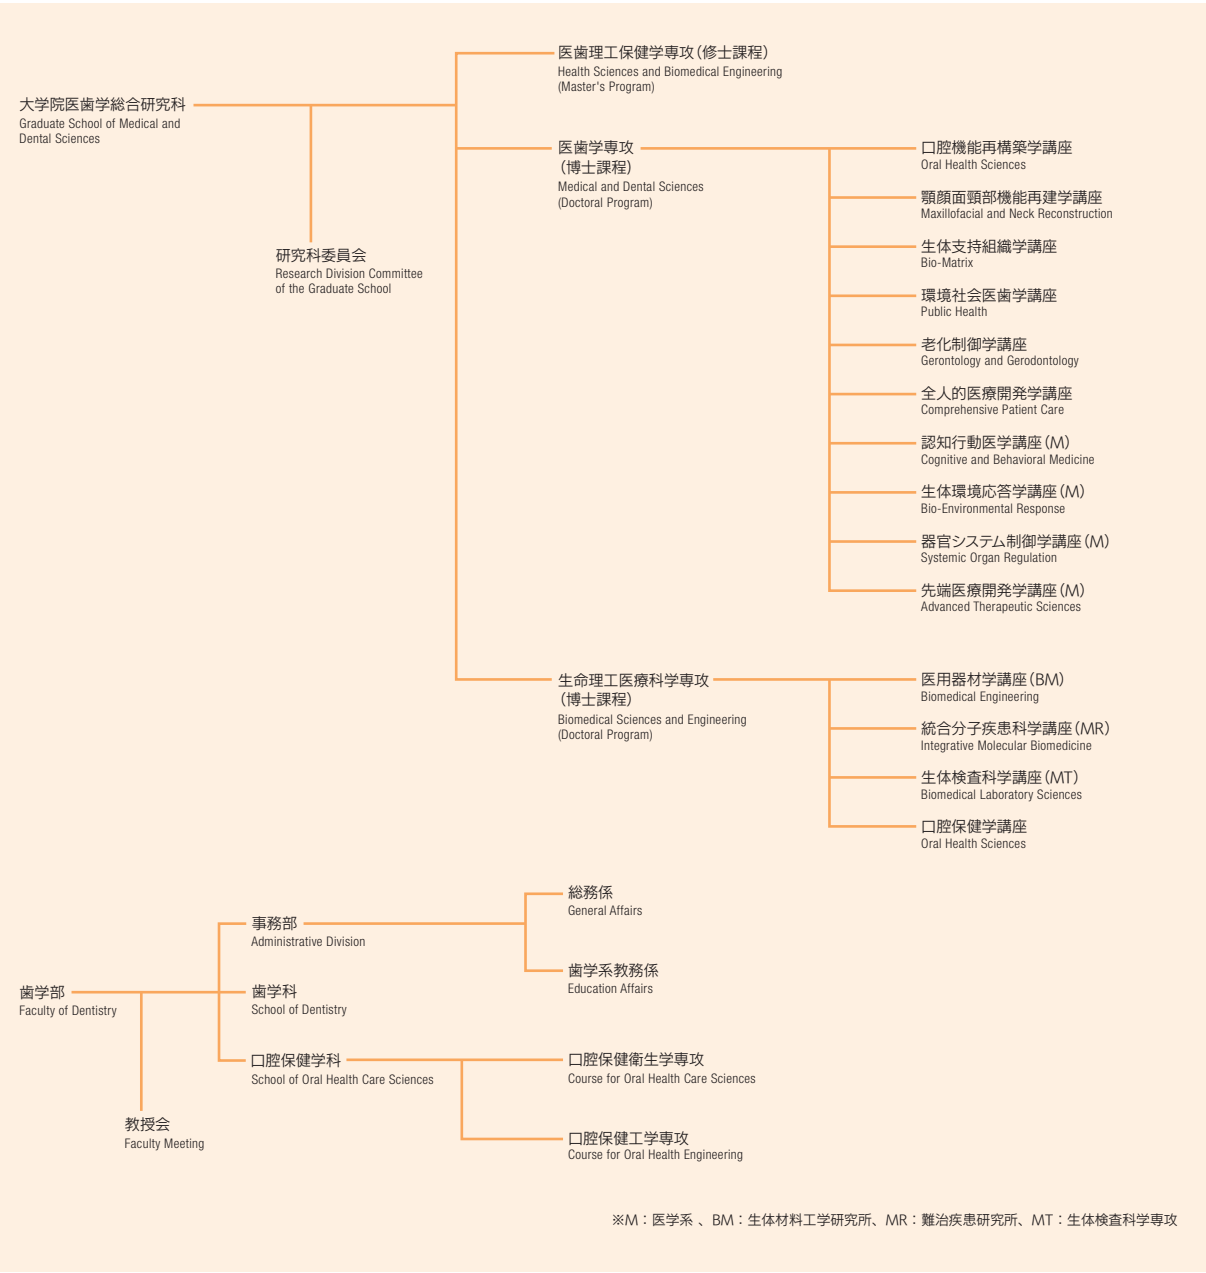 大学院医歯学総合研究科
Graduate School of Medical and
Dental Sciences
研究科委員会
Research Division Committee
of the Graduate School
医歯理工保健学専攻（修士課程）
Health Sciences and Biomedical Engineering
(Master's Program)
医歯学専攻
（博士課程）
Medical and Dental Sciences
(Doctoral Program)
口腔機能再構築学講座
Oral Health Sciences
顎顔面頸部機能再建学講座
Maxillofacial and Neck Reconstruction
生体支持組織学講座
Bio-Matrix
環境社会医歯学講座
Public Health
老化制御学講座
Gerontology and Gerodontology
全人的医療開発学講座
Comprehensive Patient Care
認知行動医学講座（M）
Cognitive and Behavioral Medicine
生体環境応答学講座（M）
Bio-Environmental Response
器官システム制御学講座（M）
Systemic Organ Regulation
先端医療開発学講座（M）
Advanced Therapeutic Sciences
生命理工医療科学専攻
（博士課程）
Biomedical Sciences and Engineering
(Doctoral Program)
医用器材学講座（BM）
Biomedical Engineering
統合分子疾患科学講座（MR）
Integrative Molecular Biomedicine
生体検査科学講座（MT）
Biomedical Laboratory Sciences
口腔保健学講座
Oral Health Sciences
歯学部
Faculty of Dentistry
教授会
Faculty Meeting
事務部
Administrative Division
総務係
General Affairs
歯学系教務係
Education Affairs
歯学科
School of Dentistry
口腔保健学科
School of Oral Health Care Sciences
口腔保健衛生学専攻
Course for Oral Health Care Sciences
口腔保健工学専攻
Course for Oral Health Engineering
※M：医学系 、BM：生体材料工学研究所、MR：難治疾患研究所、MT：生体検査科学専攻